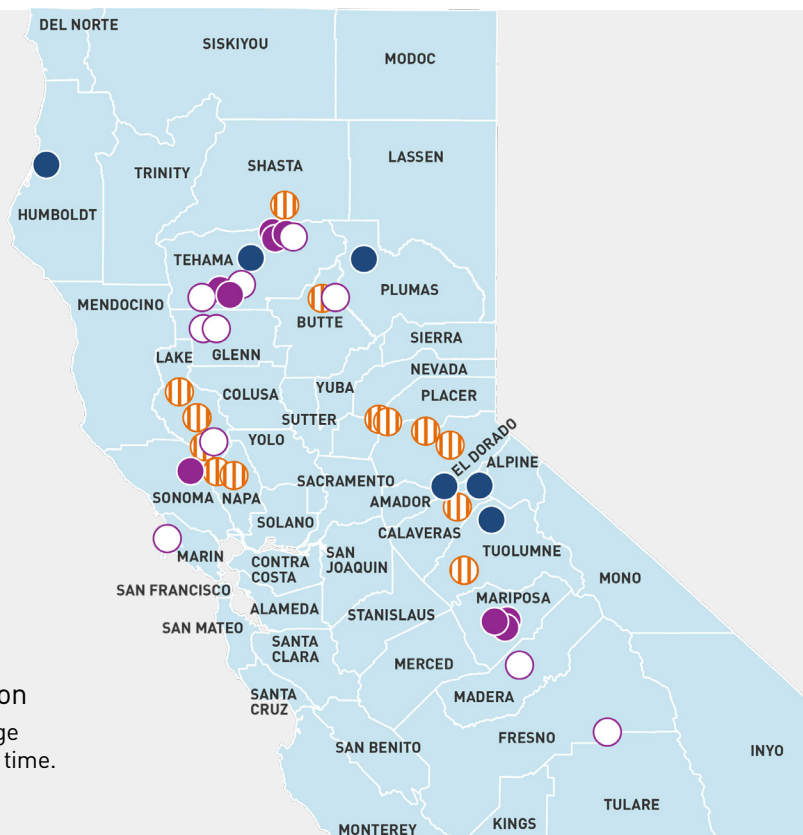 DEL NORTE
SISKIYOU
MODOC
LASSEN
SHASTA
TRINITY
HUMBOLDT
TEHAMA
PLUMAS
MENDOCINO
BUTTE
SIERRA
LAKE
GLENN
NEVADA
YUBA
PLACER
COLUSA
SUTTER
YOLO
EL DORADO
ALPINE
SACRAMENTO
SONOMA
NAPA
AMADOR
SOLANO
CALAVERAS
SAN
JOAQUIN
TUOLUMNE
MARIN
CONTRA
COSTA
MONO
SAN FRANCISCO
MARIPOSA
ALAMEDA
STANISLAUS
SAN MATEO
SANTA
CLARA
MERCED
on
SANTA
CRUZ
MADERA
ge
time.
FRESNO
SAN BENITO
INYO
TULARE
KINGS
MONTEREY